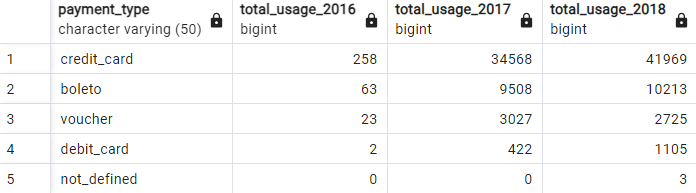 payment_type total_usage_2016 total_usage_2017 total_usage_2018
character varying (50) bigint bigint bigint
1 credit_card 258 34568 41969
2 boleto 63 9508 10213
3 voucher 23 3027 2725
4 debit_card 2 422 1105
5 not_defined 0 0 3